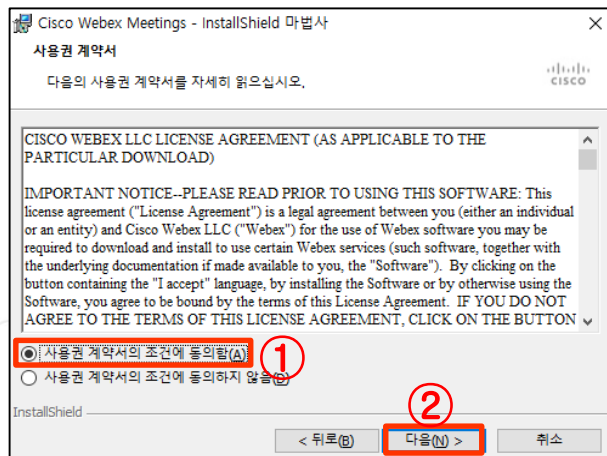 Cisco Webex Meetings - InstallShield 마법사
사용권 계약서
다음의 사용권 계약서를 자세히 읽으십시오.
CISCO
CISCO WEBEX LLC LICENSE AGREEMENT (AS APPLICABLE TO THE
PARTICULAR DOWNLOAD)
IMPORTANT NOTICE--PLEASE READ PRIOR TO USING THIS SOFTWARE: This
license agreement ("License Agreement") is a legal agreement between you (either an individual
or an entity) and Cisco Webex LLC ("Webex") for the use of Webex software you may be
required to download and install to use certain Webex services (such software, together with
the underlying documentation if made available to you, the "Software").  By clicking on the
button containing the "I accept" language, by installing the Software or by otherwise using the
Software, you agree to be bound by the terms of this License Agreement.  IF YOU DO NOT
AGREE TO THE TERMS OF THIS LICENSE AGREEMENT, CLICK ON THE BUTTON
사용권 계약서의 조건에 동의함(A) ①
사용권 계약서의 조건에 동의하지 않음(D)
InstallShield
②
< 뒤로(B) 다음(N) > 취소